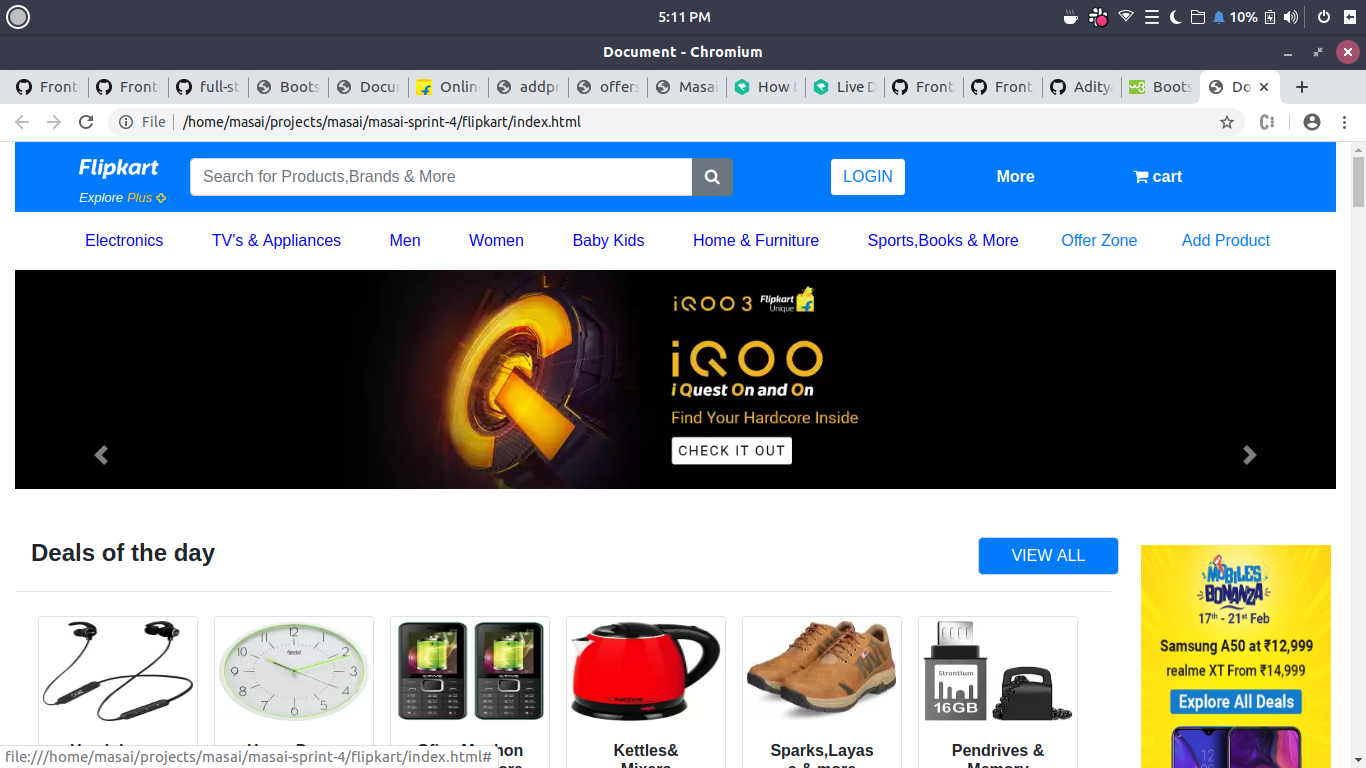 5:11 PM
10%
Document - Chromium
Front
Front
full-st
Boots
Docur
Onlin
addpr
offers
Masai
How t
Live D
Front
Front
Aditya
Boots
Do
File
/home/masai/projects/masai/masai-sprint-4/flipkart/index.html
Flipkart
Explore Plus
Search for Products,Brands & More
LOGIN
More
cart
Electronics
TV's & Appliances
Men
Women
Baby Kids
Home & Furniture
Sports,Books & More
Offer Zone
Add Product
iQOO 3 Flipkart Unique
iQOO
i Quest On and On
Find Your Hardcore Inside
CHECK IT OUT
Deals of the day
VIEW ALL
MOBILES BONANZA
17th - 21st Feb
Samsung A50 at ₹12,999
realme XT From ₹14,999
Explore All Deals
Strontium
16GB
Kettles&
Mixers
Sparks,Layas
a & more
Pendrives &
Memory
file:///home/masai/projects/masai/masai-sprint-4/flipkart/index.html#